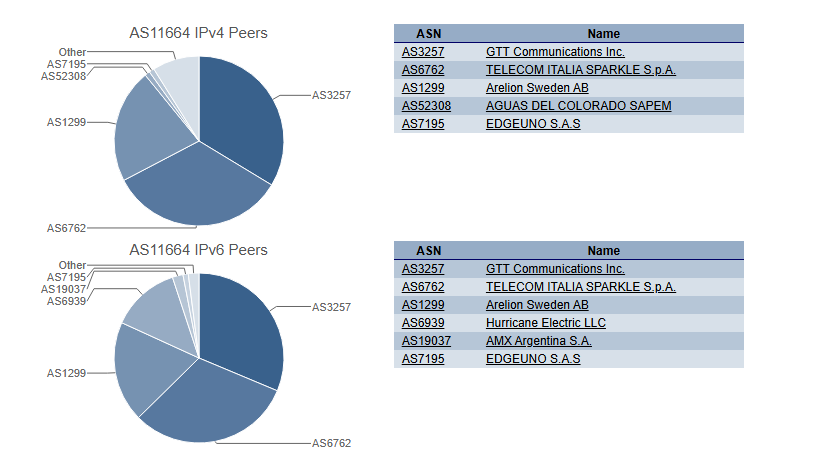 AS11664 IPv4 Peers
Other
AS7195
AS52308
AS3257
AS1299
AS6762
ASN Name
AS3257 GTT Communications Inc.
AS6762 TELECOM ITALIA SPARKLE S.p.A.
AS1299 Arelion Sweden AB
AS52308 AGUAS DEL COLORADO SAPEM
AS7195 EDGEUNO S.A.S
AS11664 IPv6 Peers
Other
AS7195
AS19037
AS6939
AS3257
AS1299
AS6762
ASN Name
AS3257 GTT Communications Inc.
AS6762 TELECOM ITALIA SPARKLE S.p.A.
AS1299 Arelion Sweden AB
AS6939 Hurricane Electric LLC
AS19037 AMX Argentina S.A.
AS7195 EDGEUNO S.A.S